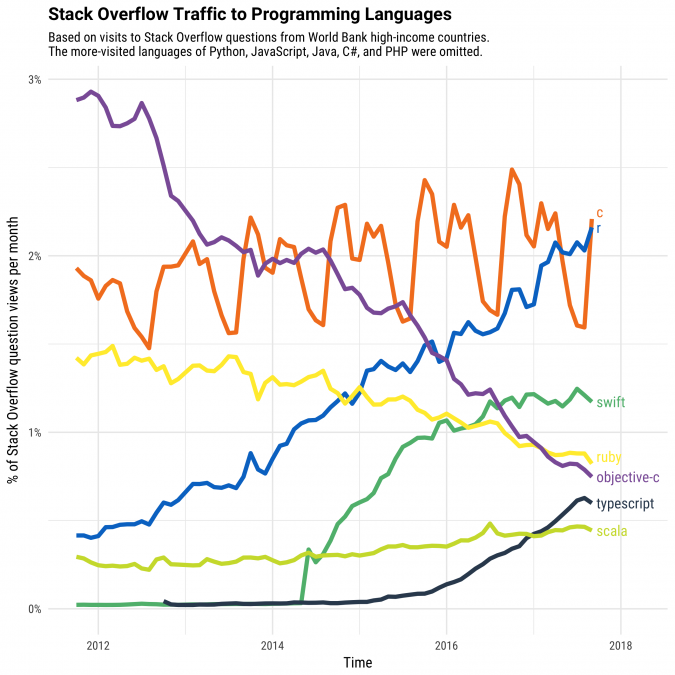 Stack Overflow Traffic to Programming Languages
Based on visits to Stack Overflow questions from World Bank high-income countries.
The more-visited languages of Python, JavaScript, Java, C#, and PHP were omitted.
% of Stack Overflow question views per month
3%
2%
1%
0%
c
r
swift
ruby
objective-c
typescript
scala
2012
2014
2016
2018
Time